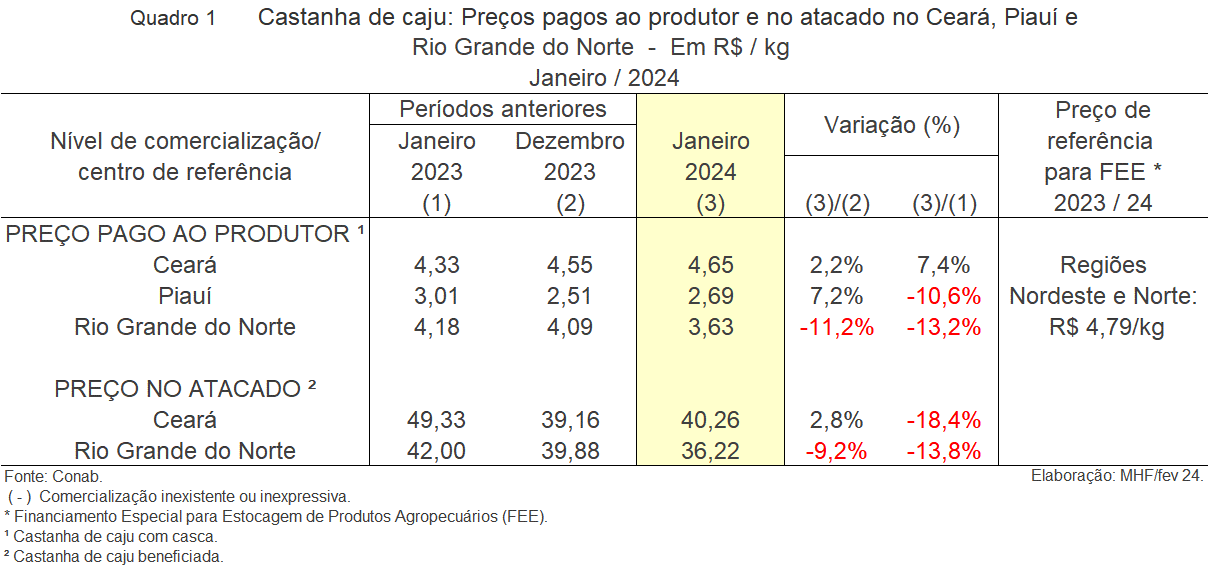 Quadro 1 Castanha de caju: Preços pagos ao produtor e no atacado no Ceará, Piauí e
Rio Grande do Norte - Em R$ / kg
Janeiro / 2024
Nível de comercialização/
centro de referência
Períodos anteriores
Janeiro
2023
(1)
Dezembro
2023
(2)
Janeiro
2024
(3)
Variação (%)
(3)/(2) (3)/(1)
Preço de
referência
para FEE *
2023 / 24
PREÇO PAGO AO PRODUTOR ¹
Ceará 4,33 4,55 4,65 2,2% 7,4% Regiões
Piauí 3,01 2,51 2,69 7,2% -10,6% Nordeste e Norte:
Rio Grande do Norte 4,18 4,09 3,63 -11,2% -13,2% R$ 4,79/kg
PREÇO NO ATACADO ²
Ceará 49,33 39,16 40,26 2,8% -18,4%
Rio Grande do Norte 42,00 39,88 36,22 -9,2% -13,8%
Fonte: Conab. Elaboração: MHF/fev 24.
( - ) Comercialização inexistente ou inexpressiva.
* Financiamento Especial para Estocagem de Produtos Agropecuários (FEE).
¹ Castanha de caju com casca.
² Castanha de caju beneficiada.